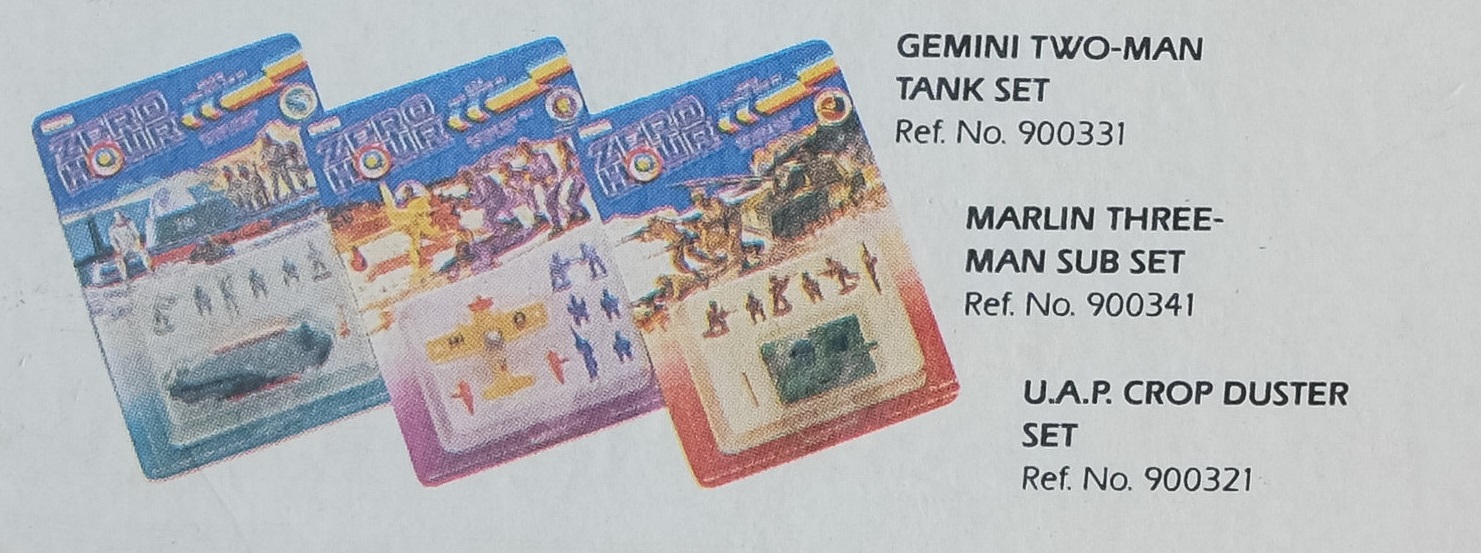 ZERO
HOUR
ZERO
HOUR
ZERO
HOUR
GEMINI TWO-MAN
TANK SET
Ref. No. 900331
MARLIN THREE-
MAN SUB SET
Ref. No. 900341
U.A.P. CROP DUSTER
SET
Ref. No. 900321